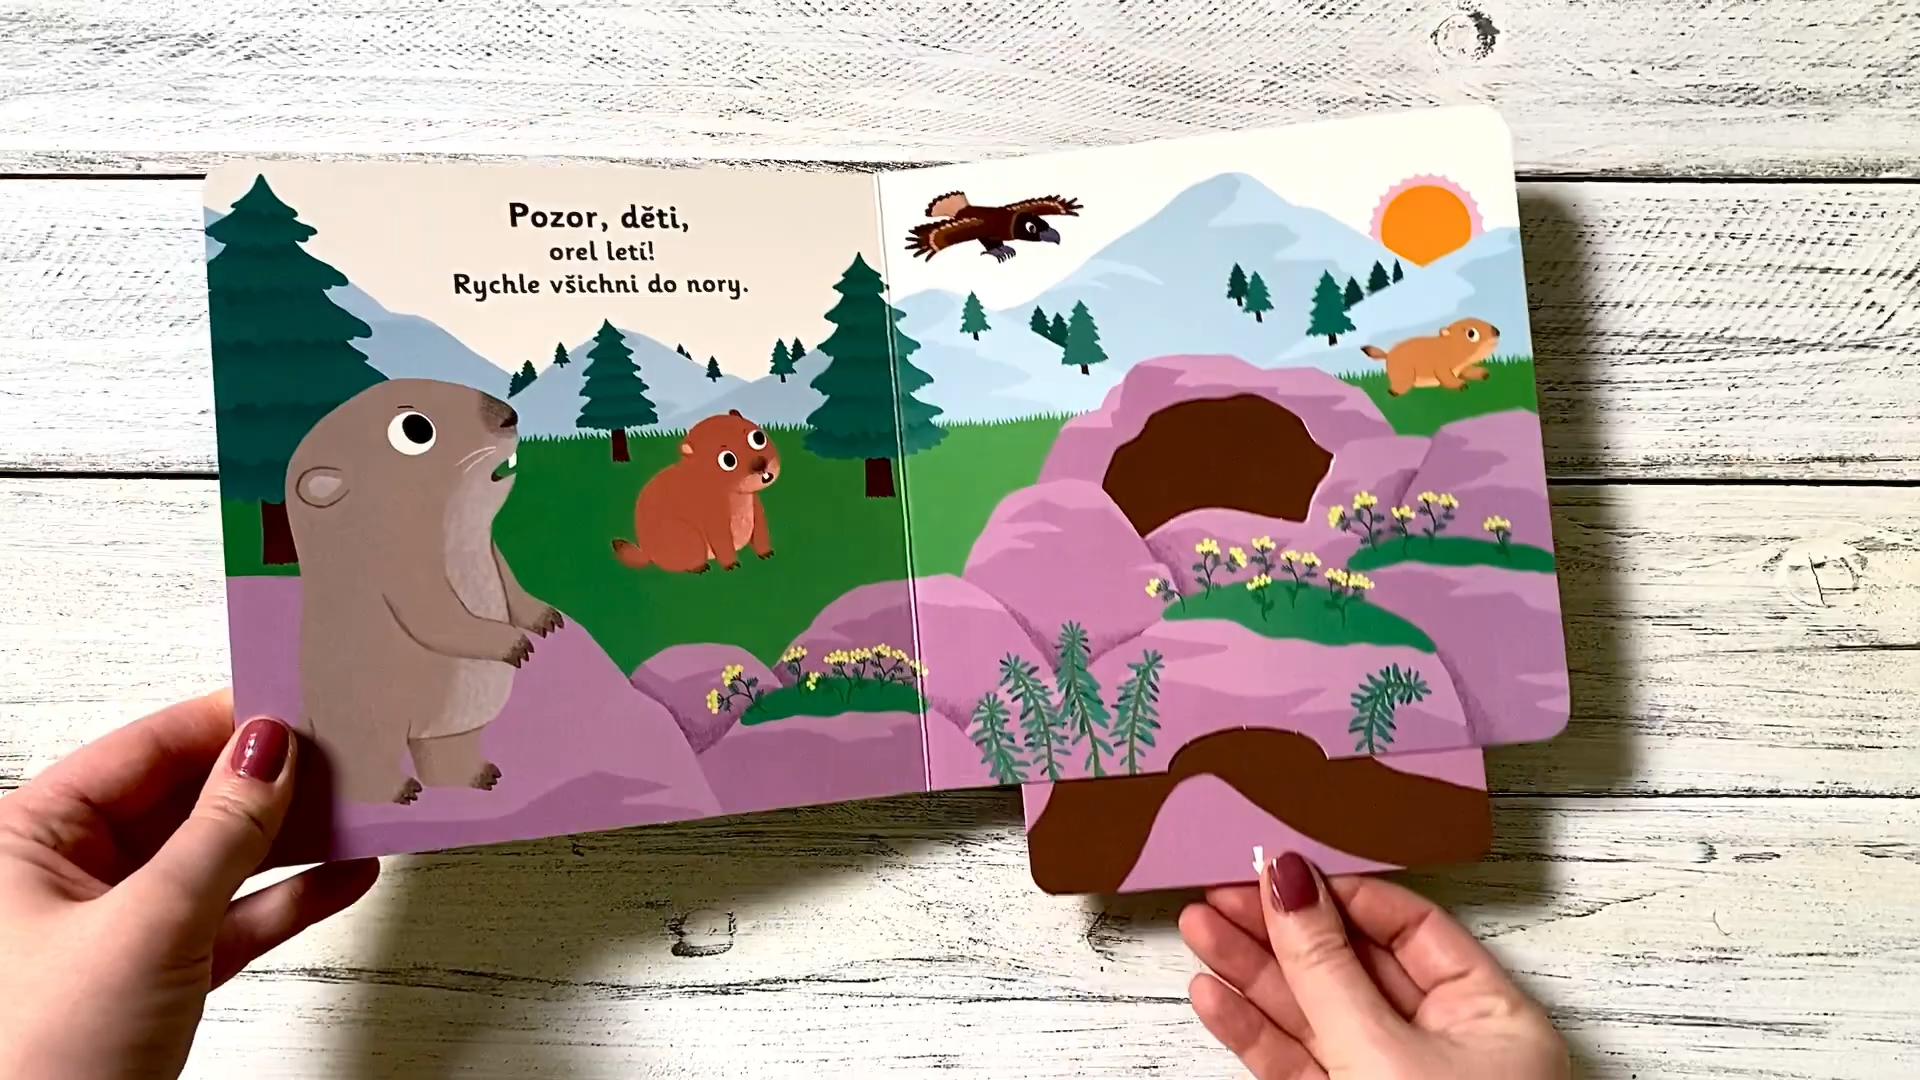 Pozor, děti,
orel letí!
Rychle všichni do nory.